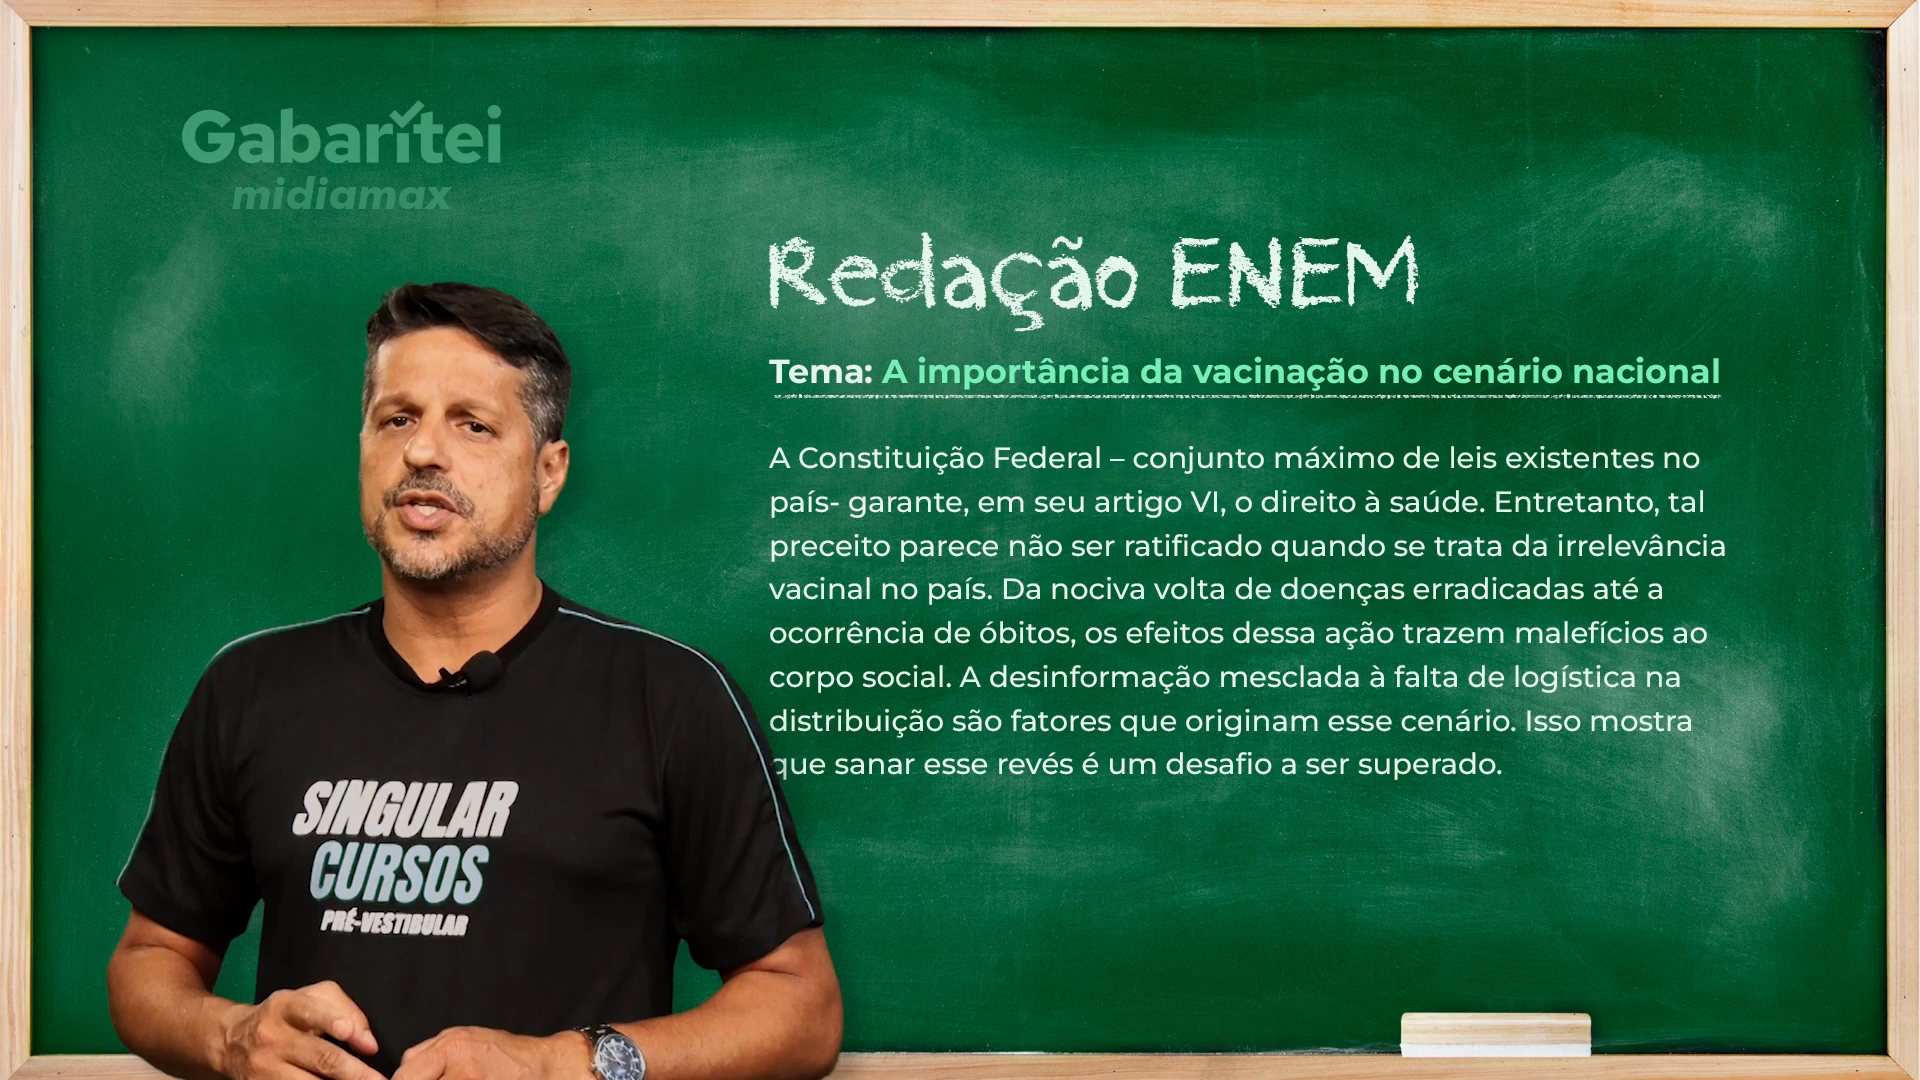 Gabaritei
midiamax
Redação ENEM
Tema: A importância da vacinação no cenário nacional
A Constituição Federal – conjunto máximo de leis existentes no
país- garante, em seu artigo VI, o direito à saúde. Entretanto, tal
preceito parece não ser ratificado quando se trata da irrelevância
vacinal no país. Da nociva volta de doenças erradicadas até a
ocorrência de óbitos, os efeitos dessa ação trazem malefícios ao
corpo social. A desinformação mesclada à falta de logística na
distribuição são fatores que originam esse cenário. Isso mostra
que sanar esse revés é um desafio a ser superado.
SINGULAR
CURSOS
PRÉ-VESTIBULAR